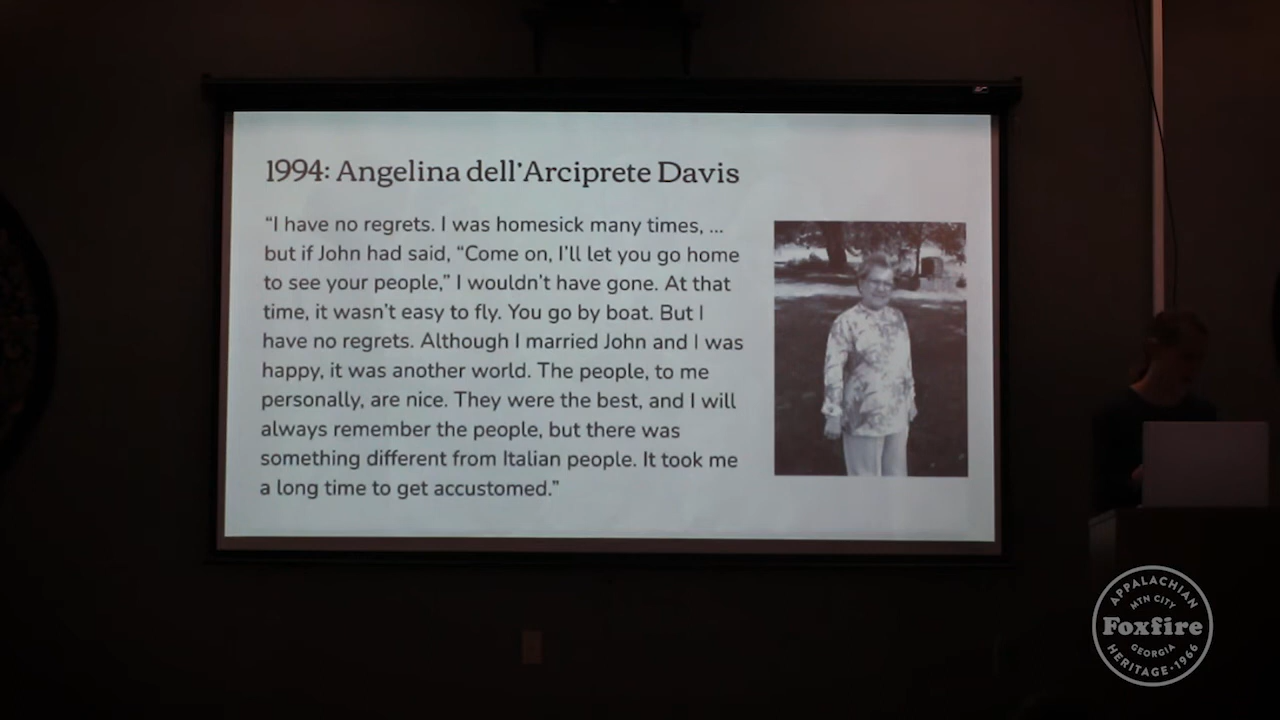 1994: Angelina dell'Arciprete Davis
“I have no regrets. I was homesick many times, ...
but if John had said, “Come on, I'll let you go home
to see your people,” I wouldn't have gone. At that
time, it wasn't easy to fly. You go by boat. But I
have no regrets. Although I married John and I was
happy, it was another world. The people, to me
personally, are nice. They were the best, and I will
always remember the people, but there was
something different from Italian people. It took me
a long time to get accustomed.”
APPALACHIAN
MTN CITY
Foxfire
GEORGIA
HERITAGE·1966